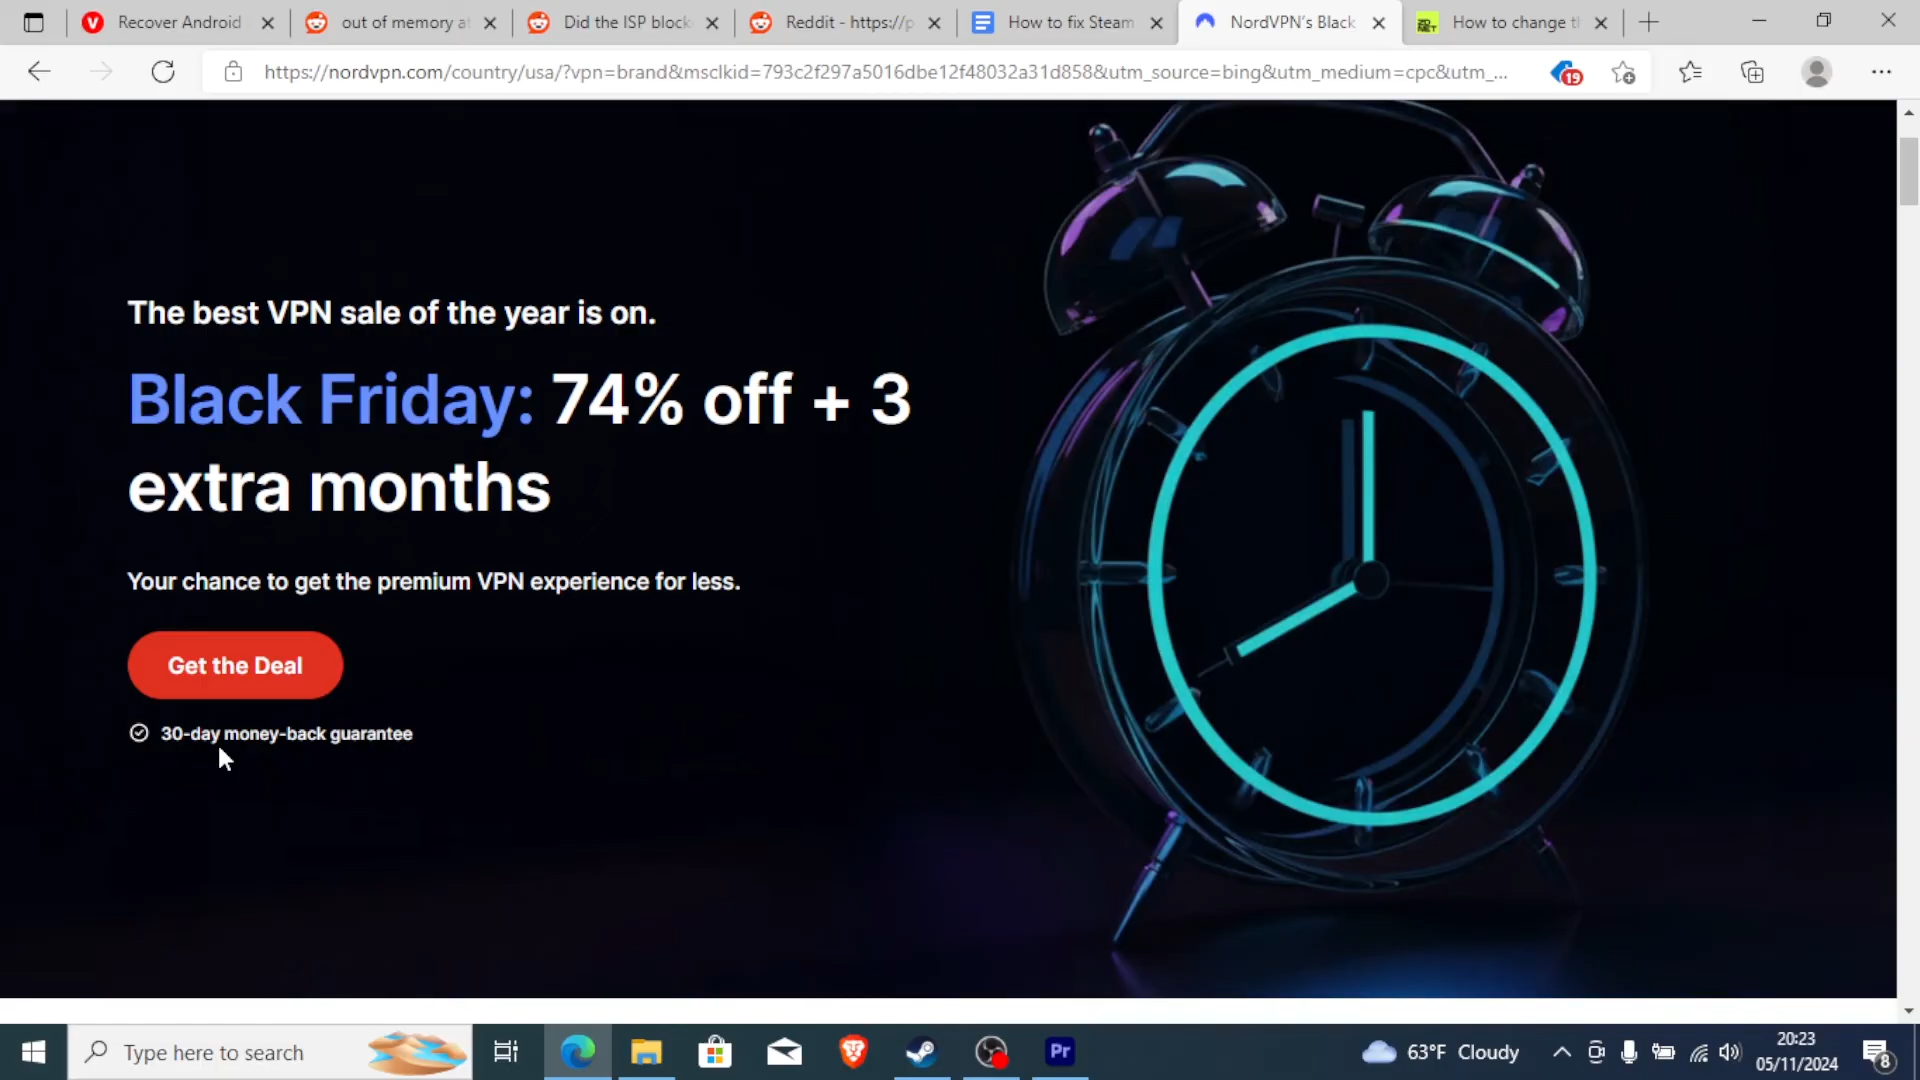 Recover Android
out of memory at
Did the ISP block
Reddit - https://p
How to fix Steam
NordVPN's Black
How to change t
https://nordvpn.com/country/usa/?vpn=brand&msclkid=793c2f297a5016dbe12f48032a31d858&utm_source=bing&utm_medium=cpc&utm_...
19
The best VPN sale of the year is on.
Black Friday: 74% off + 3
extra months
Your chance to get the premium VPN experience for less.
Get the Deal
30-day money-back guarantee
Type here to search
Pr
63°F Cloudy
20:23
05/11/2024
8